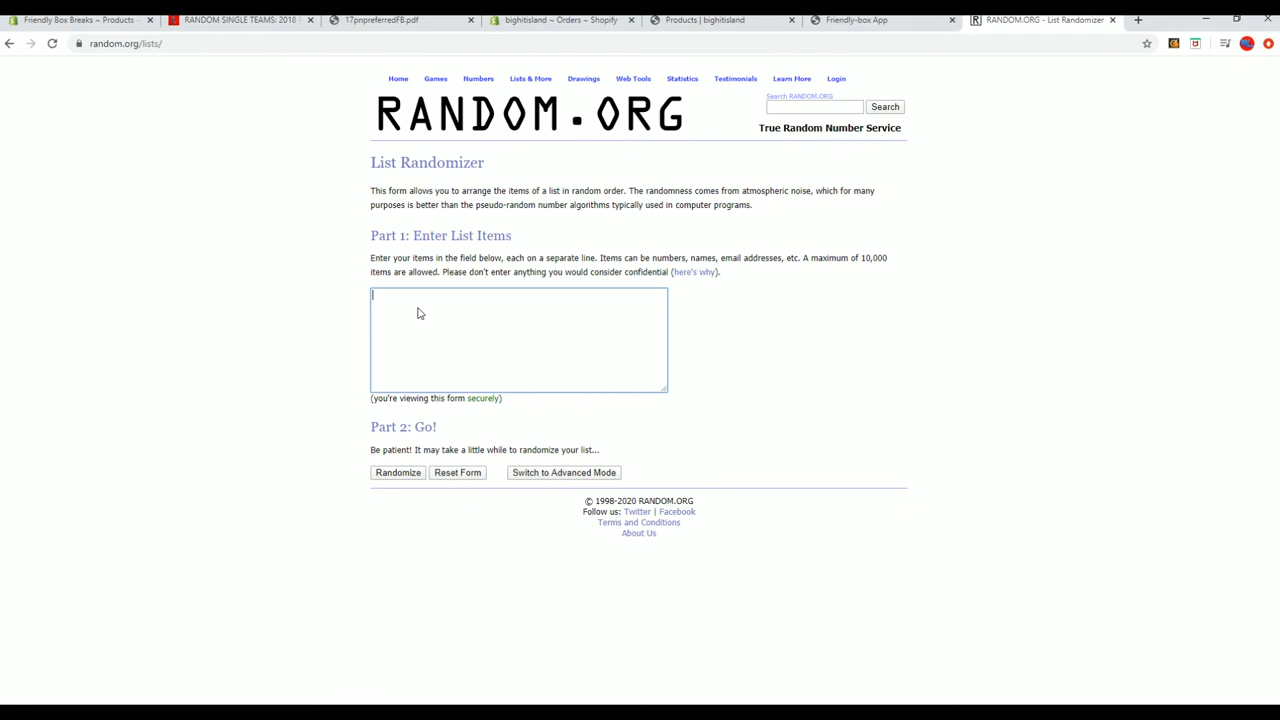 Friendly Box Breaks ~ Products - RANDOM SINGLE TEAMS: 2018 17pnpreferredFB.pdf bighitisland ~ Orders ~ Shopify Products | bighitisland Friendly-box App RANDOM.ORG - List Randomizer
random.org/lists/
Home Games Numbers Lists & More Drawings Web Tools Statistics Testimonials Learn More Login
Search RANDOM.ORG
RANDOM.ORG
Search
True Random Number Service
List Randomizer
This form allows you to arrange the items of a list in random order. The randomness comes from atmospheric noise, which for many
purposes is better than the pseudo-random number algorithms typically used in computer programs.
Part 1: Enter List Items
Enter your items in the field below, each on a separate line. Items can be numbers, names, email addresses, etc. A maximum of 10,000
items are allowed. Please don't enter anything you would consider confidential (here's why).
(you're viewing this form securely)
Part 2: Go!
Be patient! It may take a little while to randomize your list...
Randomize Reset Form Switch to Advanced Mode
© 1998-2020 RANDOM.ORG
Follow us: Twitter | Facebook
Terms and Conditions
About Us